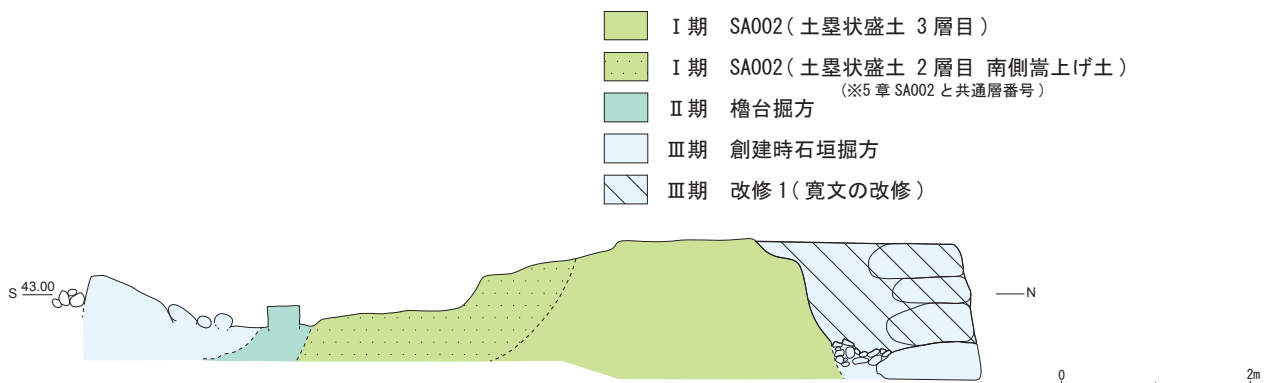 Ⅰ期 SA002(土塁状盛土 3層目)
Ⅰ期 SA002(土塁状盛土 2層目 南側嵩上げ土)
(※5章SA002と共通層番号)
Ⅱ期 櫓台掘方
Ⅲ期 創建時石垣掘方
Ⅲ期 改修1(寛文の改修)
S 43.00
N
0 2m